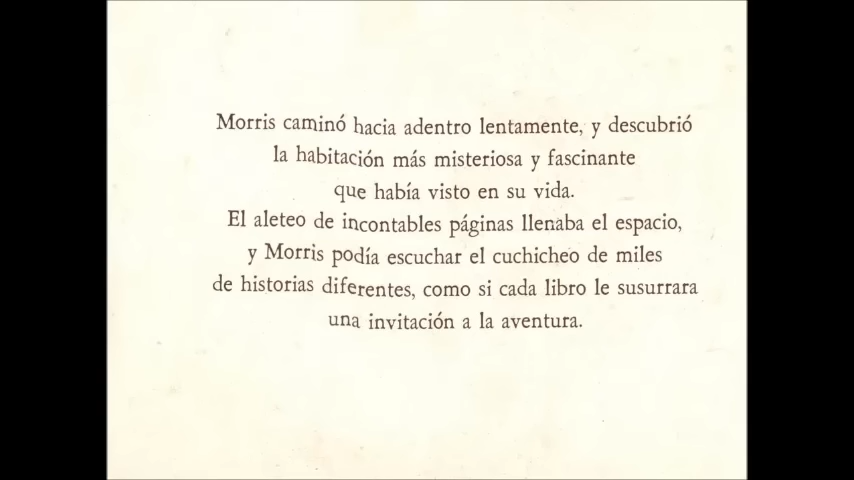 Morris caminó hacia adentro lentamente, y descubrió
la habitación más misteriosa y fascinante
que había visto en su vida.
El aleteo de incontables páginas llenaba el espacio,
y Morris podía escuchar el cuchicheo de miles
de historias diferentes, como si cada libro le susurrara
una invitación a la aventura.